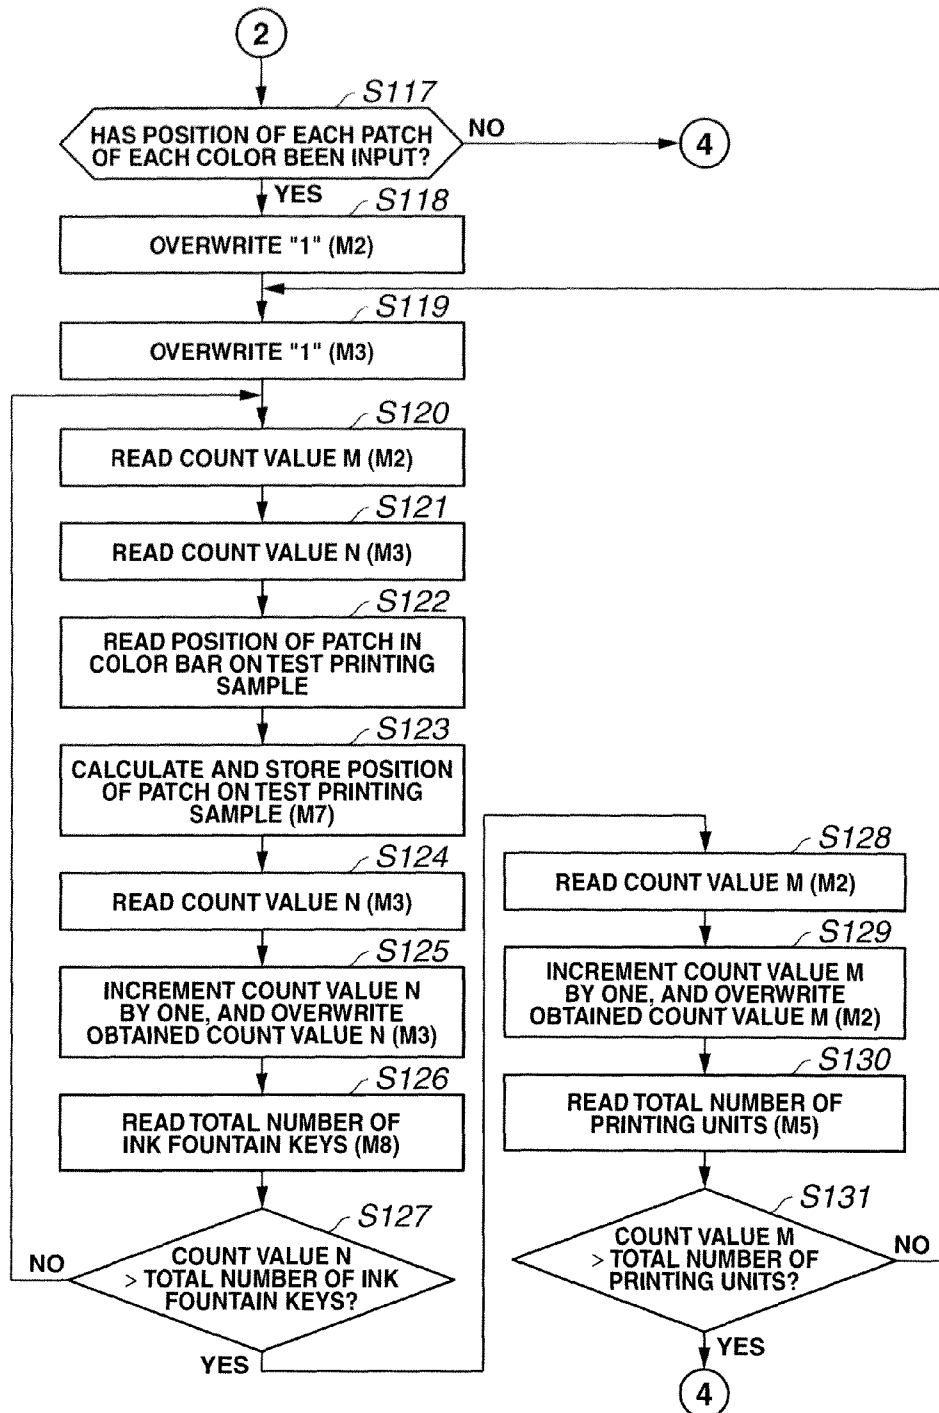 2
S117
HAS POSITION OF EACH PATCH
OF EACH COLOR BEEN INPUT?
NO
4
YES
S118
OVERWRITE "1" (M2)
S119
OVERWRITE "1" (M3)
S120
READ COUNT VALUE M (M2)
S121
READ COUNT VALUE N (M3)
S122
READ POSITION OF PATCH IN
COLOR BAR ON TEST PRINTING
SAMPLE
S123
CALCULATE AND STORE POSITION
OF PATCH ON TEST PRINTING
SAMPLE (M7)
S124
READ COUNT VALUE N (M3)
S125
INCREMENT COUNT VALUE N
BY ONE, AND OVERWRITE
OBTAINED COUNT VALUE N (M3)
S126
READ TOTAL NUMBER OF
INK FOUNTAIN KEYS (M8)
S127
COUNT VALUE N
> TOTAL NUMBER OF INK
FOUNTAIN KEYS?
NO
YES
S128
READ COUNT VALUE M (M2)
S129
INCREMENT COUNT VALUE M
BY ONE, AND OVERWRITE
OBTAINED COUNT VALUE M (M2)
S130
READ TOTAL NUMBER OF
PRINTING UNITS (M5)
S131
COUNT VALUE M
> TOTAL NUMBER OF
PRINTING UNITS?
NO
YES
4